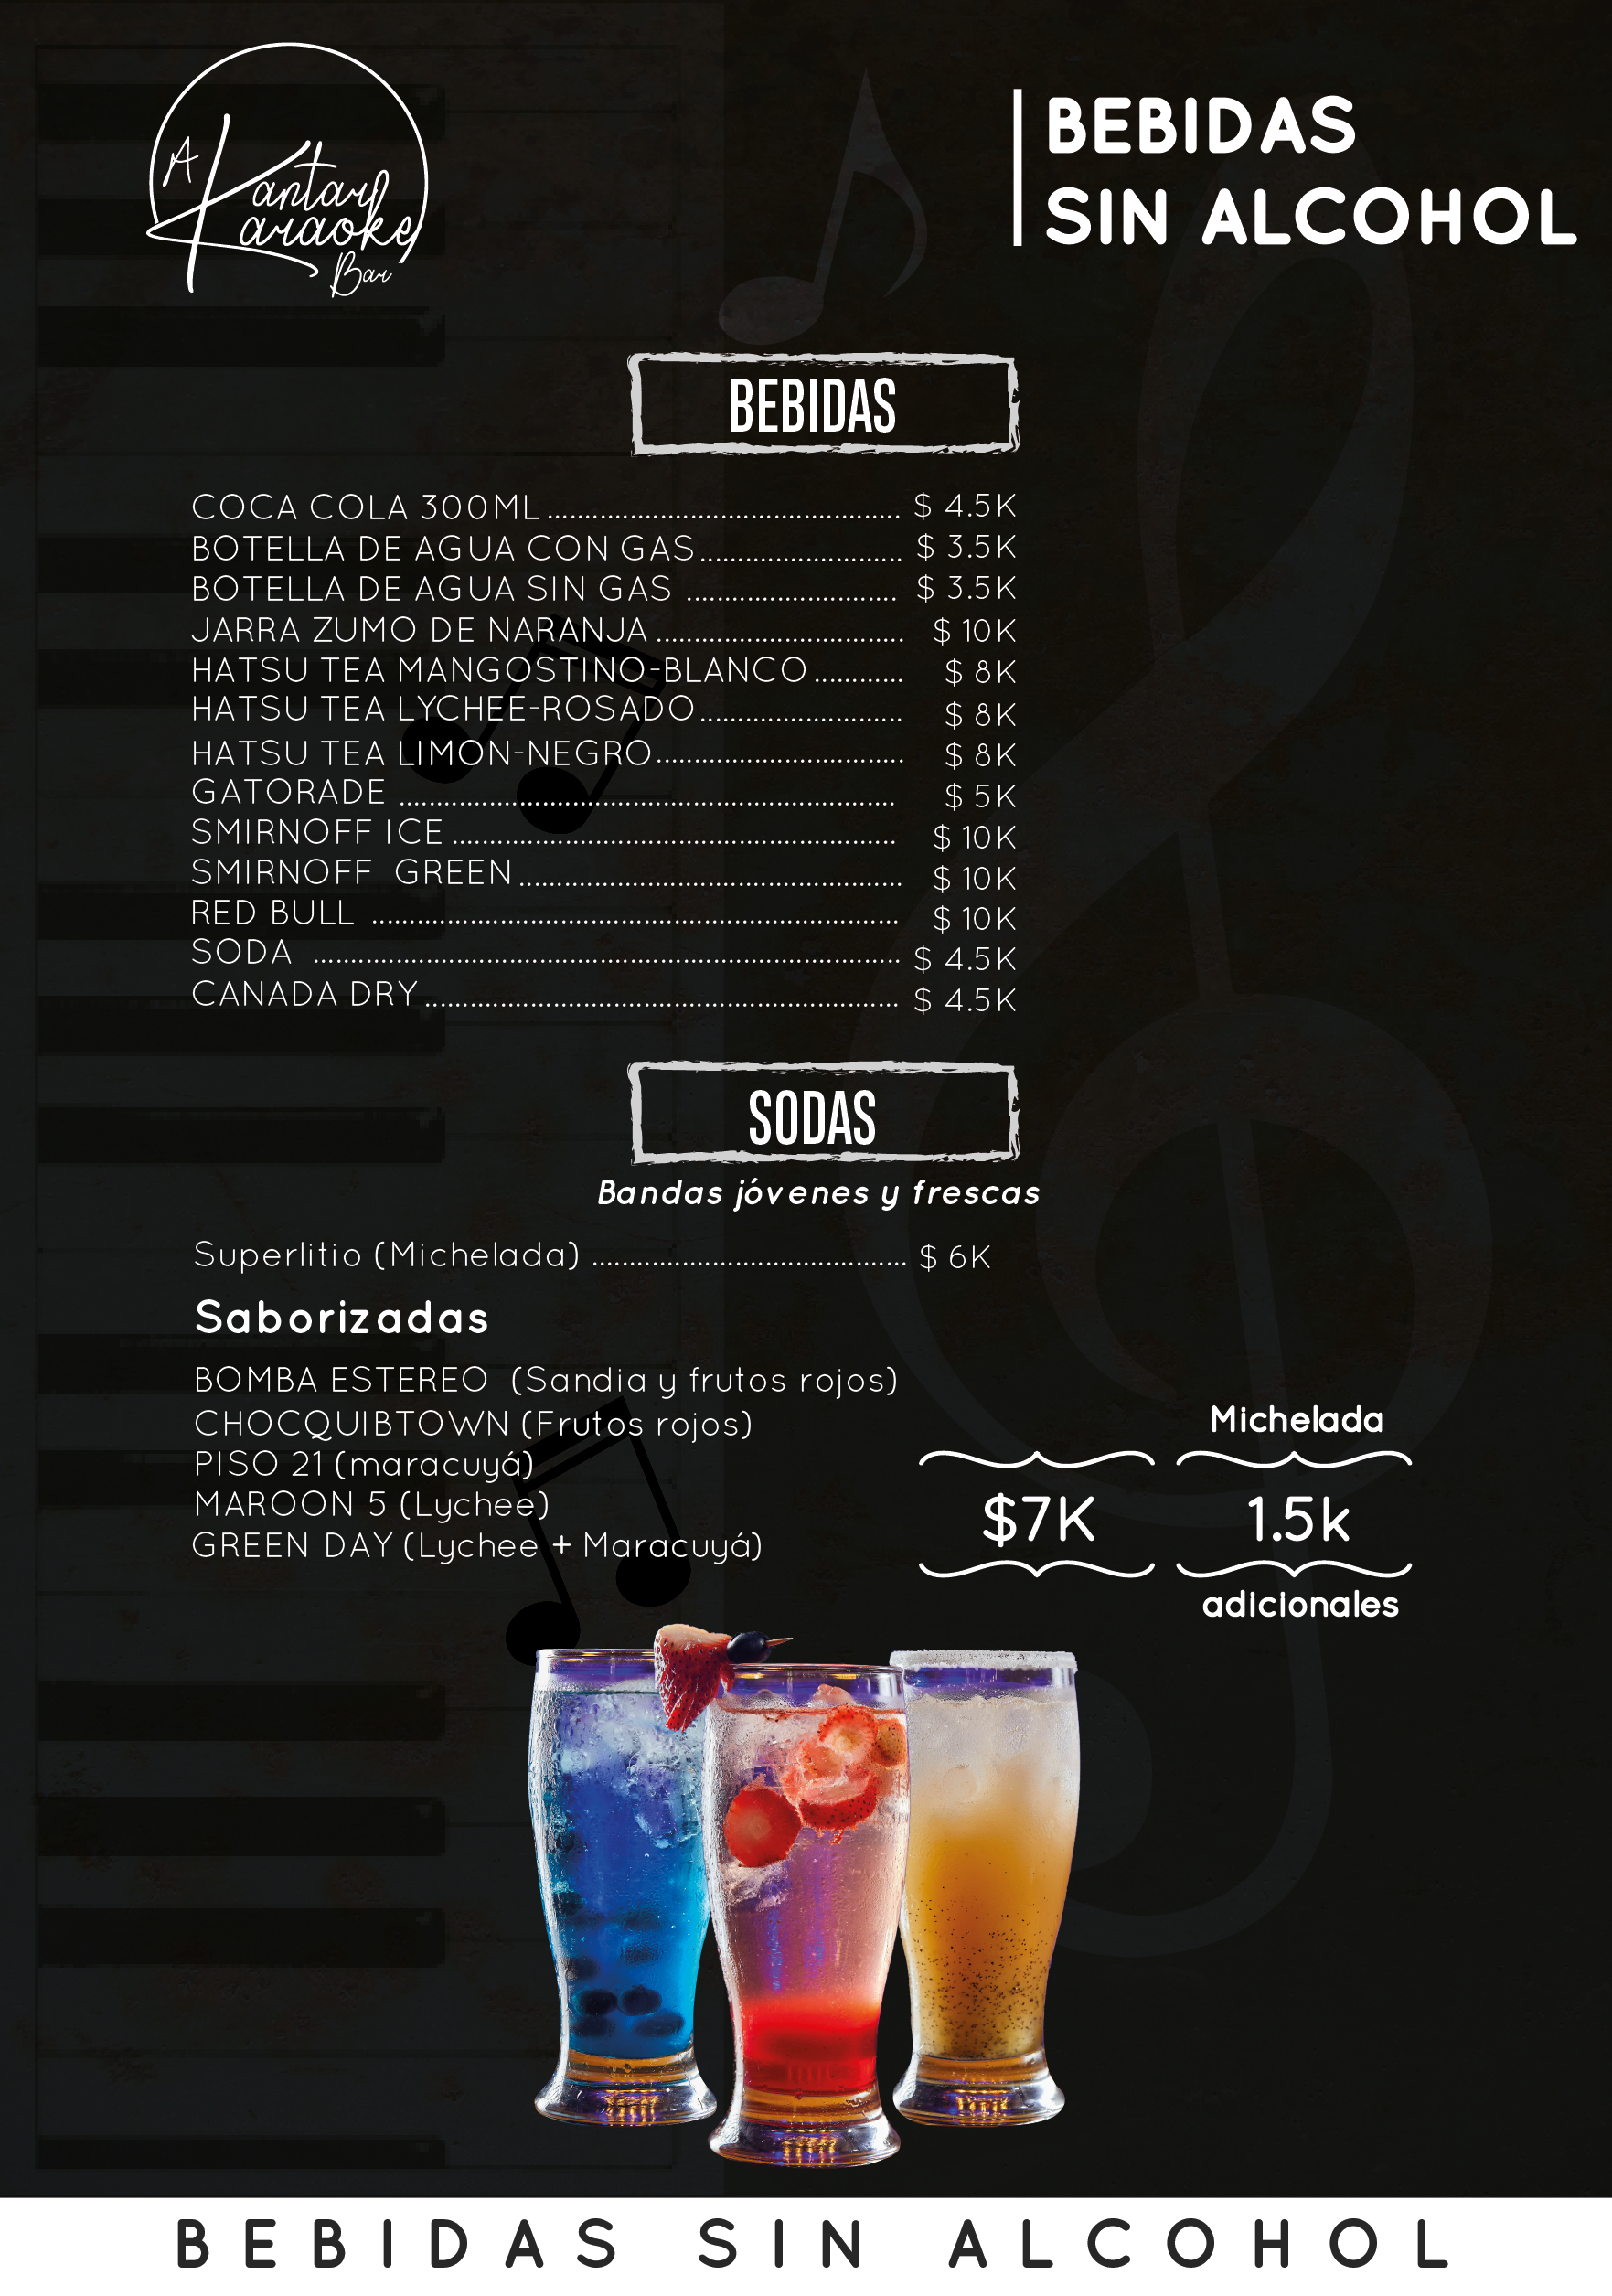 A Kantar
Karaoke
Bar
BEBIDAS
SIN ALCOHOL
BEBIDAS
COCA COLA 300ML $ 4.5K
BOTELLA DE AGUA CON GAS $ 3.5K
BOTELLA DE AGUA SIN GAS $ 3.5K
JARRA ZUMO DE NARANJA $ 10K
HATSU TEA MANGOSTINO-BLANCO $ 8K
HATSU TEA LYCHEE-ROSADO $ 8K
HATSU TEA LIMON-NEGRO $ 8K
GATORADE $ 5K
SMIRNOFF ICE $ 10K
SMIRNOFF GREEN $ 10K
RED BULL $ 10K
SODA $ 4.5K
CANADA DRY $ 4.5K
SODAS
Bandas jóvenes y frescas
Superlitio (Michelada) $ 6K
Saborizadas
BOMBA ESTEREO (Sandia y frutos rojos)
CHOCQUIBTOWN (Frutos rojos)
PISO 21 (maracuyá)
MAROON 5 (Lychee)
GREEN DAY (Lychee + Maracuyá)
$7K
Michelada
1.5k
adicionales
BEBIDAS SIN ALCOHOL